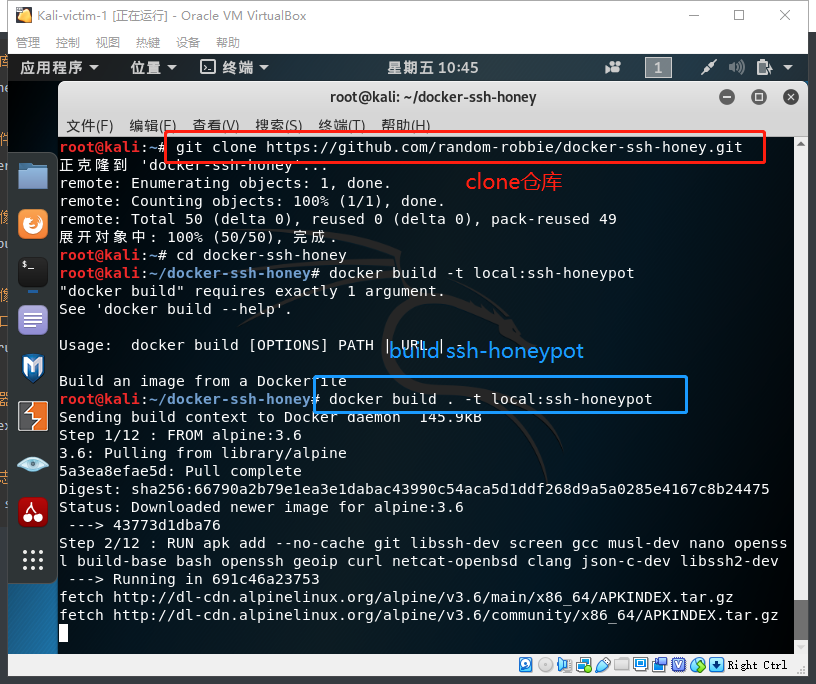 Kali-victim-1 [正在运行] - Oracle VM VirtualBox
管理 控制 视图 热键 设备 帮助
应用程序 位置 终端 星期五 10:45 1
root@kali: ~/docker-ssh-honey
文件(F) 编辑(E) 查看(V) 搜索(S) 终端(T) 帮助(H)
root@kali:~# git clone https://github.com/random-robbie/docker-ssh-honey.git
正克隆到 'docker-ssh-honey'...
clone仓库
remote: Enumerating objects: 1, done.
remote: Counting objects: 100% (1/1), done.
remote: Total 50 (delta 0), reused 0 (delta 0), pack-reused 49
展开对象中: 100% (50/50), 完成.
root@kali:~# cd docker-ssh-honey
root@kali:~/docker-ssh-honey# docker build -t local:ssh-honeypot
"docker build" requires exactly 1 argument.
See 'docker build --help'.
Usage:  docker build [OPTIONS] PATH | URL | -
build ssh-honeypot
Build an image from a Dockerfile
root@kali:~/docker-ssh-honey# docker build . -t local:ssh-honeypot
Sending build context to Docker daemon  145.9kB
Step 1/12 : FROM alpine:3.6
3.6: Pulling from library/alpine
5a3ea8efae5d: Pull complete
Digest: sha256:66790a2b79e1ea3e1dabac43990c54aca5d1ddf268d9a5a0285e4167c8b24475
Status: Downloaded newer image for alpine:3.6
 ---> 43773d1dba76
Step 2/12 : RUN apk add --no-cache git libssh-dev screen gcc musl-dev nano openss
l build-base bash openssh geoip curl netcat-openbsd clang json-c-dev libssh2-dev
 ---> Running in 691c46a23753
fetch http://dl-cdn.alpinelinux.org/alpine/v3.6/main/x86_64/APKINDEX.tar.gz
fetch http://dl-cdn.alpinelinux.org/alpine/v3.6/community/x86_64/APKINDEX.tar.gz
Right Ctrl